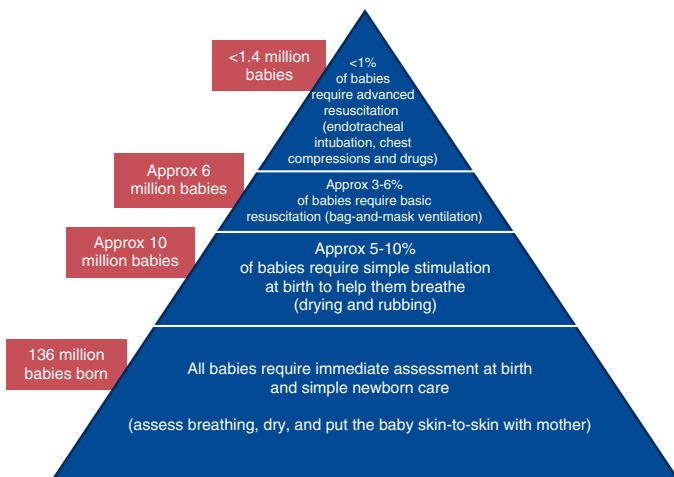 <1.4 million
babies
<1%
of babies
require advanced
resuscitation
(endotracheal
intubation, chest
compressions and drugs)
Approx 6
million babies
Approx 3-6%
of babies require basic
resuscitation (bag-and-mask ventilation)
Approx 10
million babies
Approx 5-10%
of babies require simple stimulation
at birth to help them breathe
(drying and rubbing)
136 million
babies born
All babies require immediate assessment at birth
and simple newborn care
(assess breathing, dry, and put the baby skin-to-skin with mother)